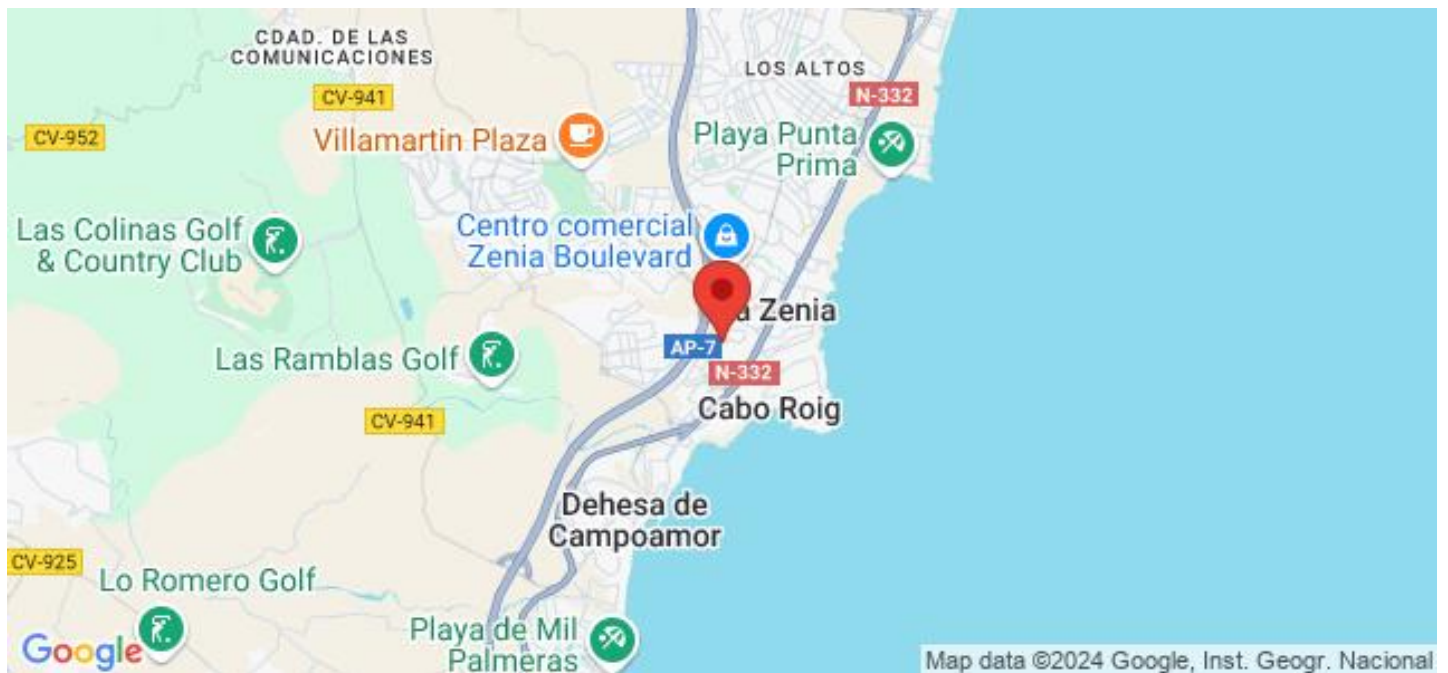 CDAD. DE LAS
COMUNICACIONES
LOS ALTOS
CV-941
N-332
CV-952
Villamartin Plaza
Playa Punta
Prima
Las Colinas Golf
& Country Club
Centro comercial
Zenia Boulevard
a Zenia
AP-7
Las Ramblas Golf
N-332
CV-941
Cabo Roig
Dehesa de
Campoamor
CV-925
Lo Romero Golf
Playa de Mil
Palmeras
Google
Map data ©2024 Google, Inst. Geogr. Nacional